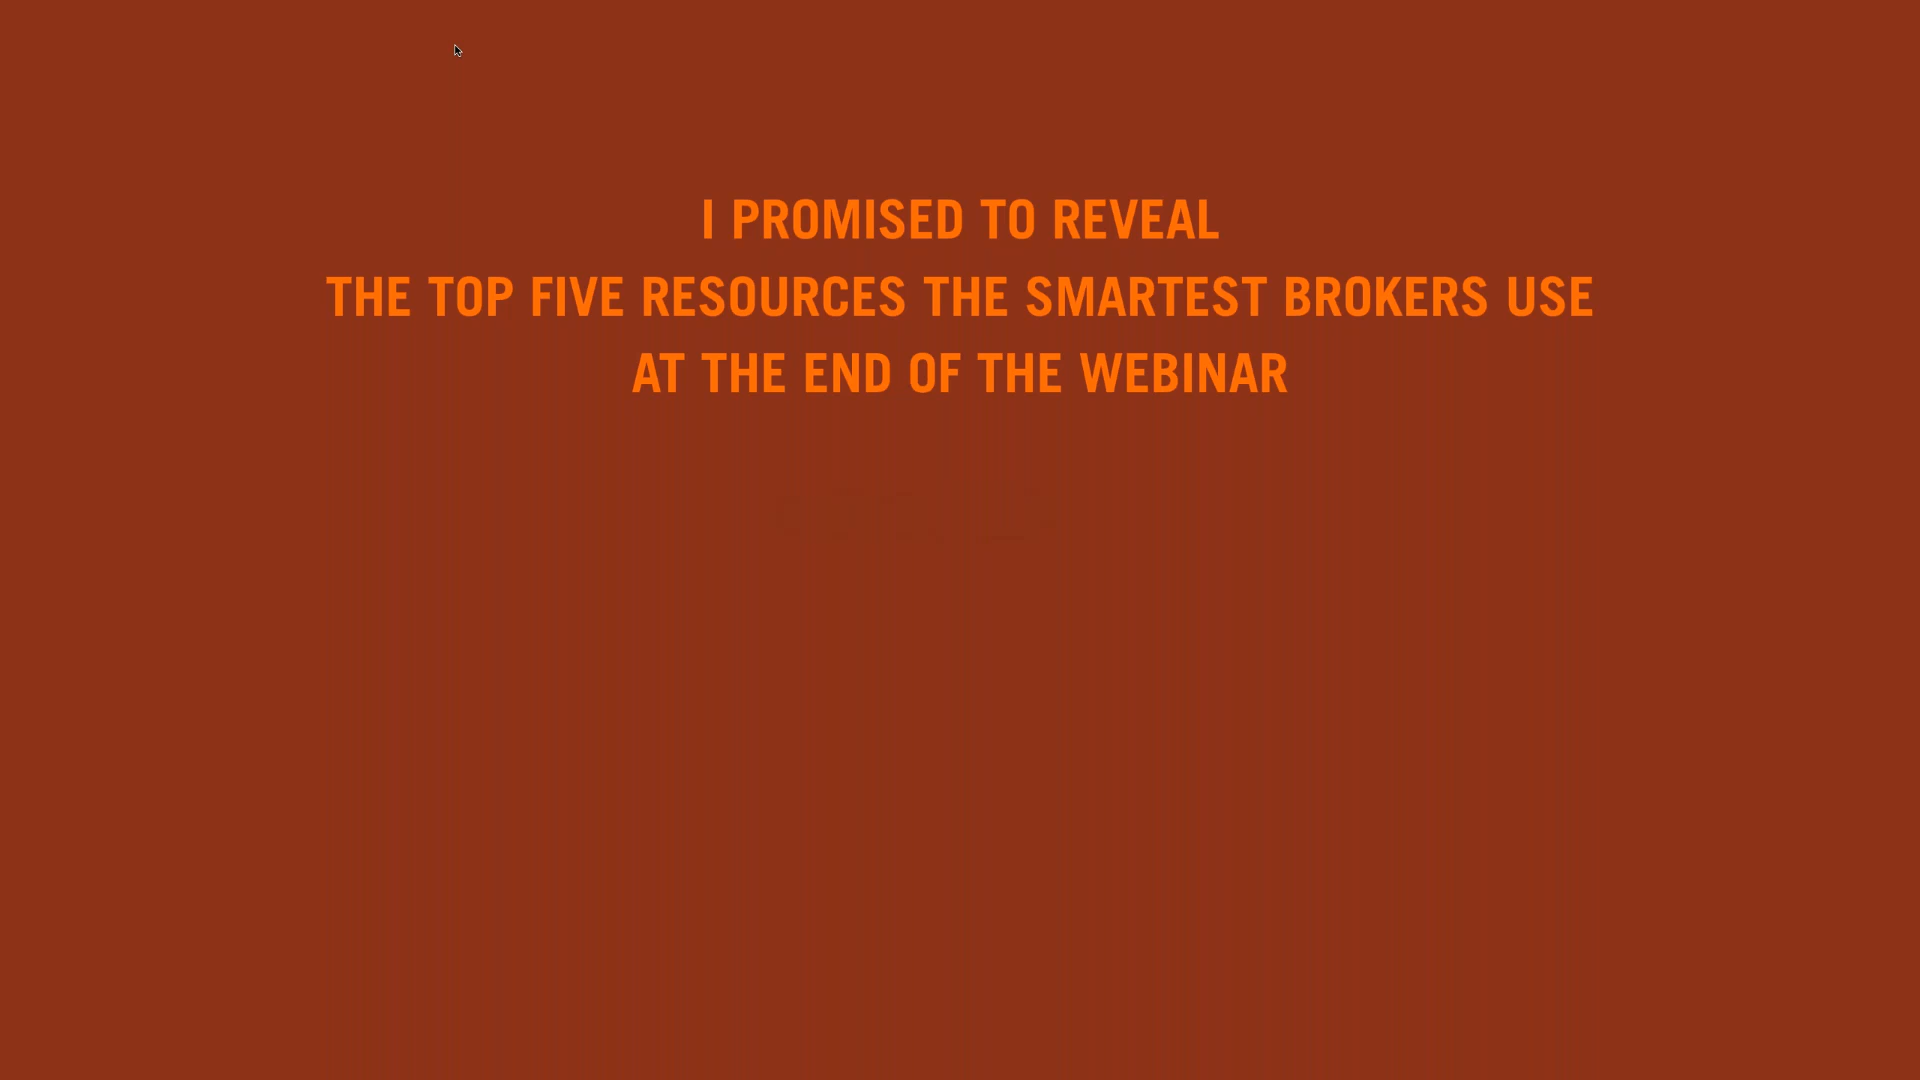 I PROMISED TO REVEAL
THE TOP FIVE RESOURCES THE SMARTEST BROKERS USE
AT THE END OF THE WEBINAR